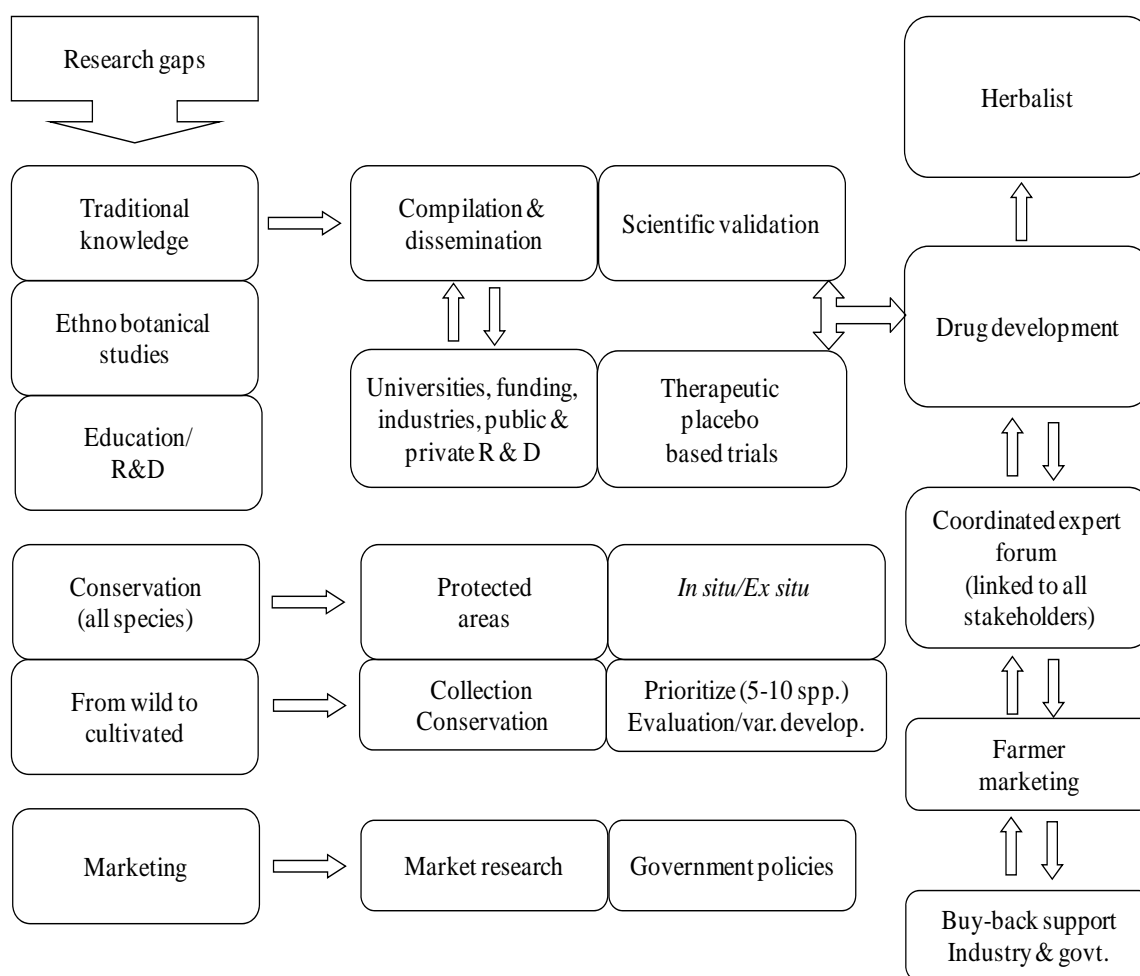 Research gaps
Herbalist
Traditional
knowledge
Compilation &
dissemination
Scientific validation
Ethno botanical
studies
Drug development
Universities, funding,
industries, public &
private R & D
Therapeutic
placebo
based trials
Education/
R&D
Coordinated expert
forum
(linked to all
stakeholders)
Conservation
(all species)
Protected
areas
In situ/Ex situ
From wild to
cultivated
Collection
Conservation
Prioritize (5-10 spp.)
Evaluation/var. develop.
Farmer
marketing
Marketing
Market research
Government policies
Buy-back support
Industry & govt.